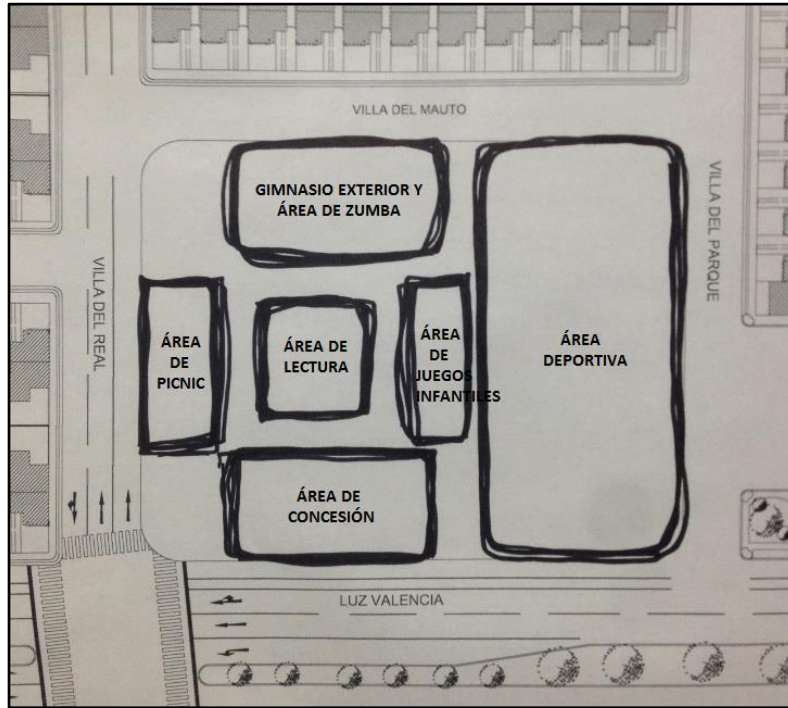 VILLA DEL MAUTO
GIMNASIO EXTERIOR Y
ÁREA DE ZUMBA
VILLA DEL REAL
ÁREA
DE
PICNIC
ÁREA DE
LECTURA
ÁREA
DE
JUEGOS
INFANTILES
ÁREA
DEPORTIVA
VILLA DEL PARQUE
ÁREA DE
CONCESIÓN
LUZ VALENCIA